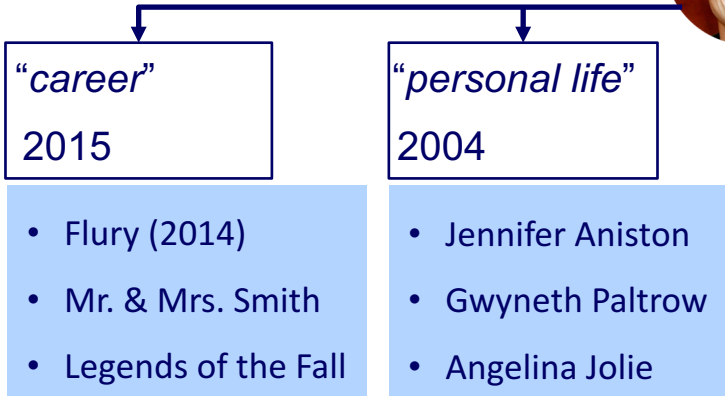 “career”
2015
• Flury (2014)
• Mr. & Mrs. Smith
• Legends of the Fall
“personal life”
2004
• Jennifer Aniston
• Gwyneth Paltrow
• Angelina Jolie